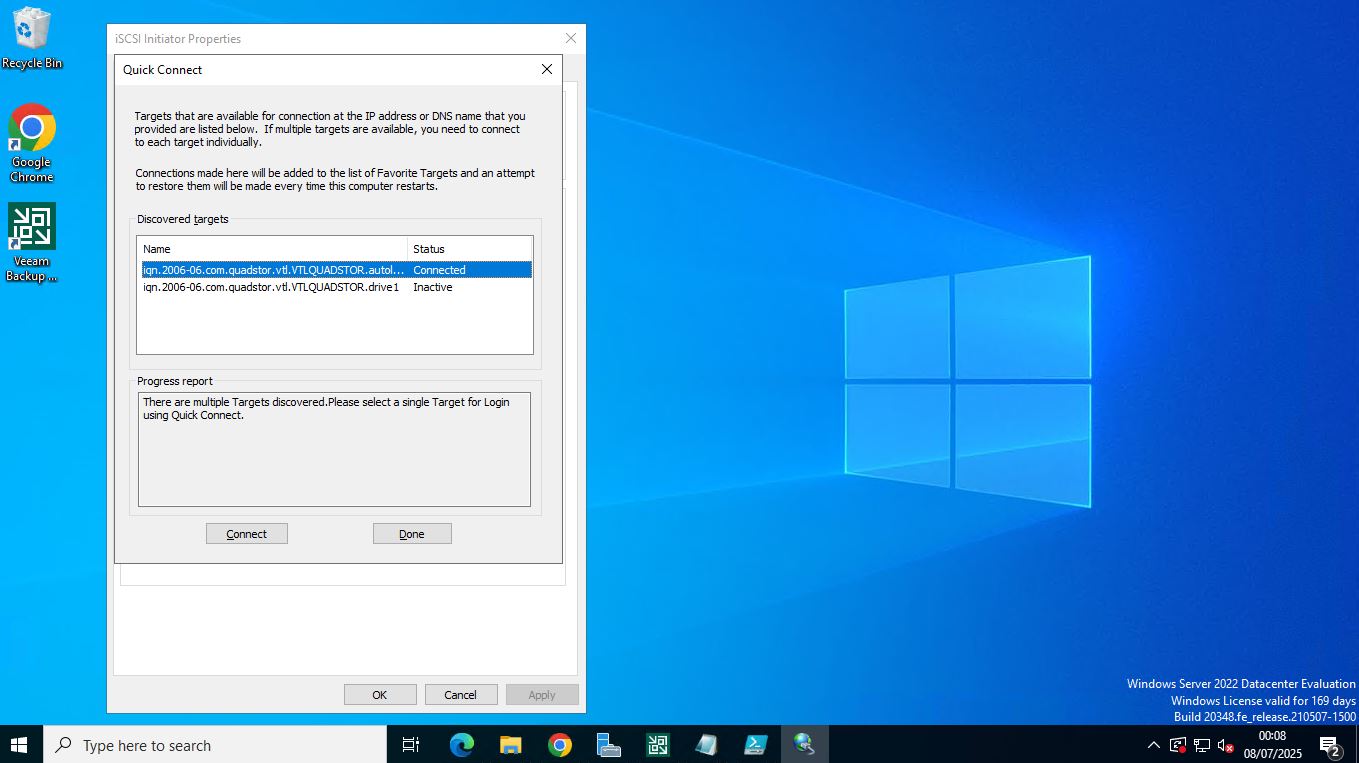 Recycle Bin
Google
Chrome
Veeam
Backup ...
iSCSI Initiator Properties
Quick Connect
Targets that are available for connection at the IP address or DNS name that you
provided are listed below.  If multiple targets are available, you need to connect
to each target individually.
Connections made here will be added to the list of Favorite Targets and an attempt
to restore them will be made every time this computer restarts.
Discovered targets
Name Status
iqn.2006-06.com.quadstor.vtl.VTLQUADSTOR.autol... Connected
iqn.2006-06.com.quadstor.vtl.VTLQUADSTOR.drive1 Inactive
Progress report
There are multiple Targets discovered.Please select a single Target for Login
using Quick Connect.
Connect Done
OK Cancel Apply
Windows Server 2022 Datacenter Evaluation
Windows License valid for 169 days
Build 20348.fe_release.210507-1500
Type here to search
00:08
08/07/2025
2